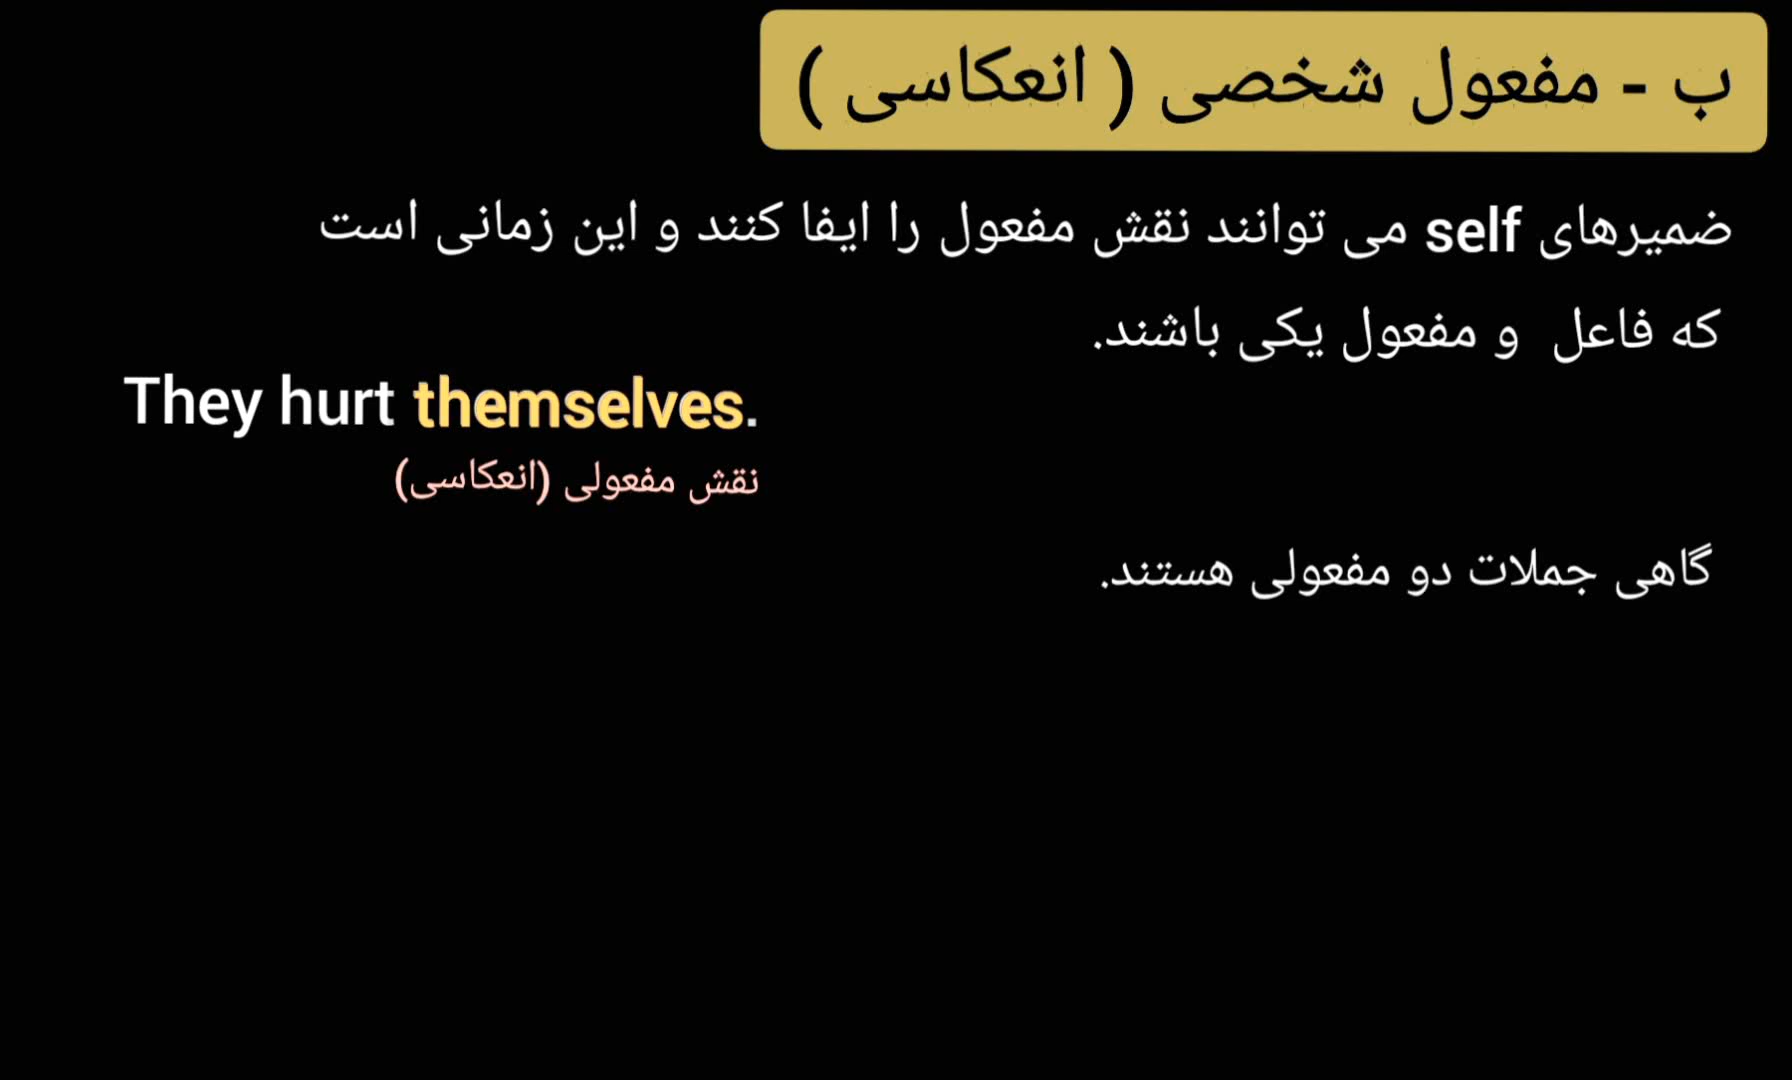 ب - مفعول شخصی ( انعکاسی )
ضمیرهای self می توانند نقش مفعول را ایفا کنند و این زمانی است
که فاعل و مفعول یکی باشند.
They hurt themselves.
نقش مفعولی (انعکاسی)
گاهی جملات دو مفعولی هستند.